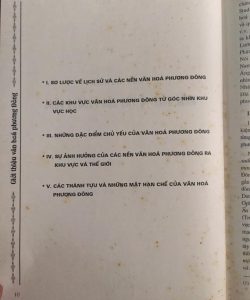 * I. SƠ LƯỢC VỀ LỊCH SỬ VÀ CÁC NỀN VĂN HOÁ PHƯƠNG ĐÔNG
* II. CÁC KHU VỰC VĂN HOÁ PHƯƠNG ĐÔNG TỪ GÓC NHÌN KHU
VỰC HỌC
* III. NHỮNG ĐẶC ĐIỂM CHỦ YẾU CỦA VĂN HOÁ PHƯƠNG ĐÔNG
* IV. SỰ ẢNH HƯỞNG CỦA CÁC NỀN VĂN HOÁ PHƯƠNG ĐÔNG RA
KHU VỰC VÀ THẾ GIỚI
* V. CÁC THÀNH TỰU VÀ NHỮNG MẶT HẠN CHẾ CỦA VĂN HOÁ
PHƯƠNG ĐÔNG
Giới thiệu văn hoá phương Đông
10